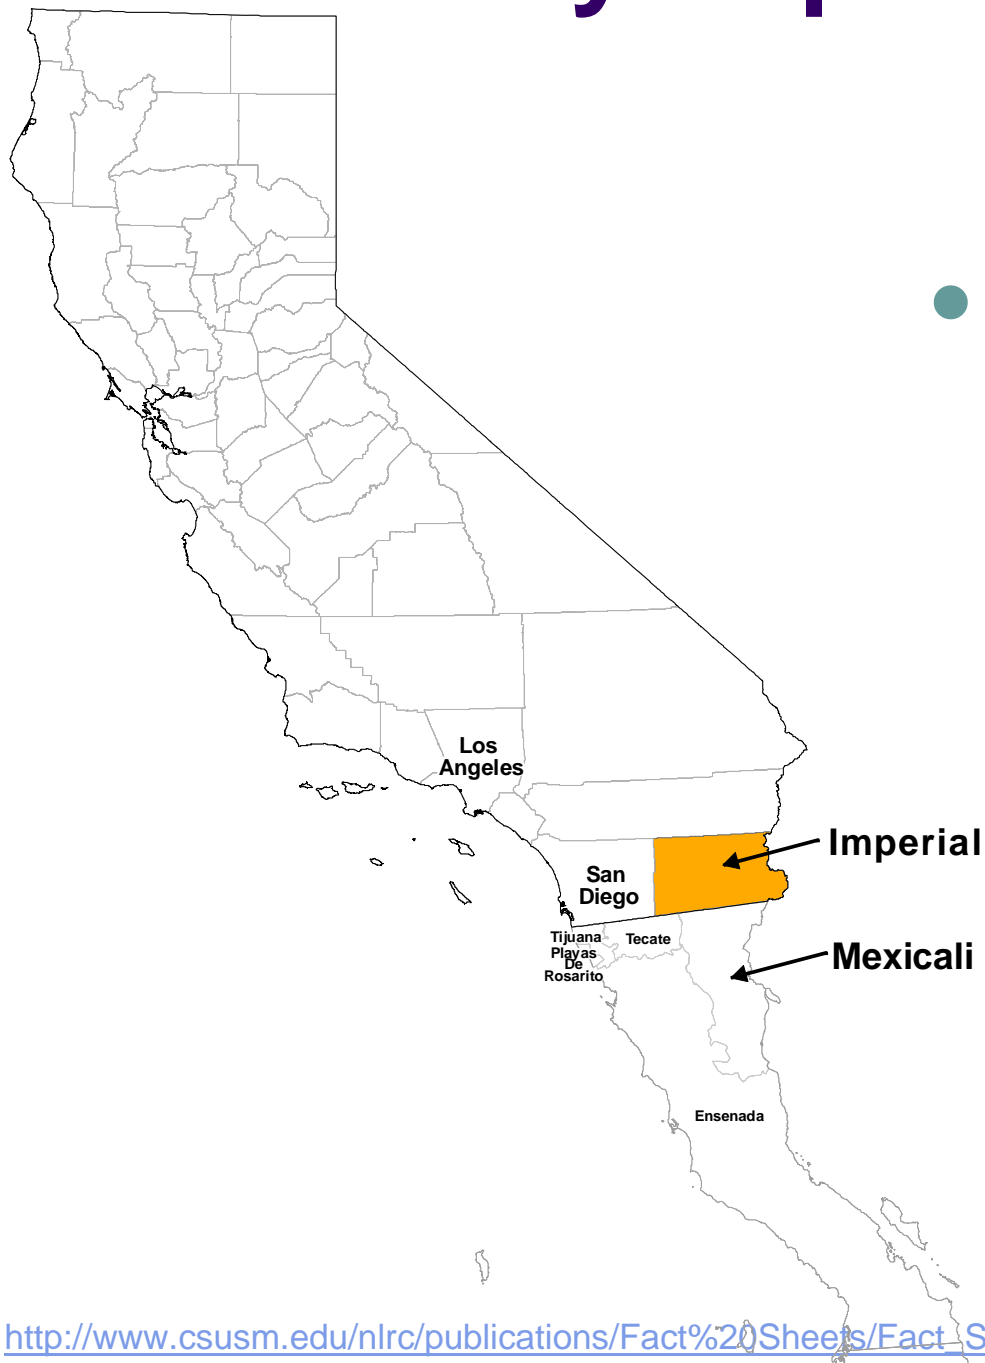 Los
Angeles
Imperial
San
Diego
Tijuana
Playas
De
Rosarito
Tecate
Mexicali
Ensenada
http://www.csusm.edu/nlrc/publications/Fact%20Sheets/Fact_S